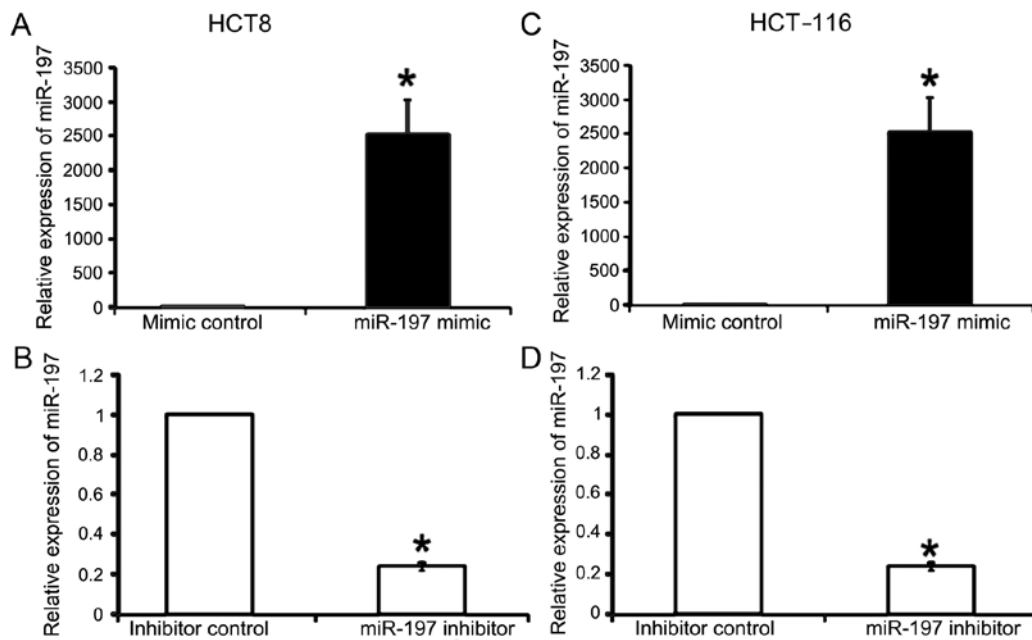 A
HCT8
Relative expression of miR-197
3500
3000
2500
2000
1500
1000
500
0
*
Mimic control
miR-197 mimic
C
HCT-116
Relative expression of miR-197
3500
3000
2500
2000
1500
1000
500
0
*
Mimic control
miR-197 mimic
B
Relative expression of miR-197
1.2
1
0.8
0.6
0.4
0.2
0
*
Inhibitor control
miR-197 inhibitor
D
Relative expression of miR-197
1.2
1
0.8
0.6
0.4
0.2
0
*
Inhibitor control
miR-197 inhibitor